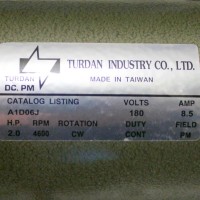 TURDAN INDUSTRY CO., LTD.
MADE IN TAIWAN
TURDAN
DC. PM
CATALOG LISTING VOLTS AMP
A1D06J 180 8.5
H.P. RPM ROTATION DUTY FIELD
2.0 4600 CW CONT PM